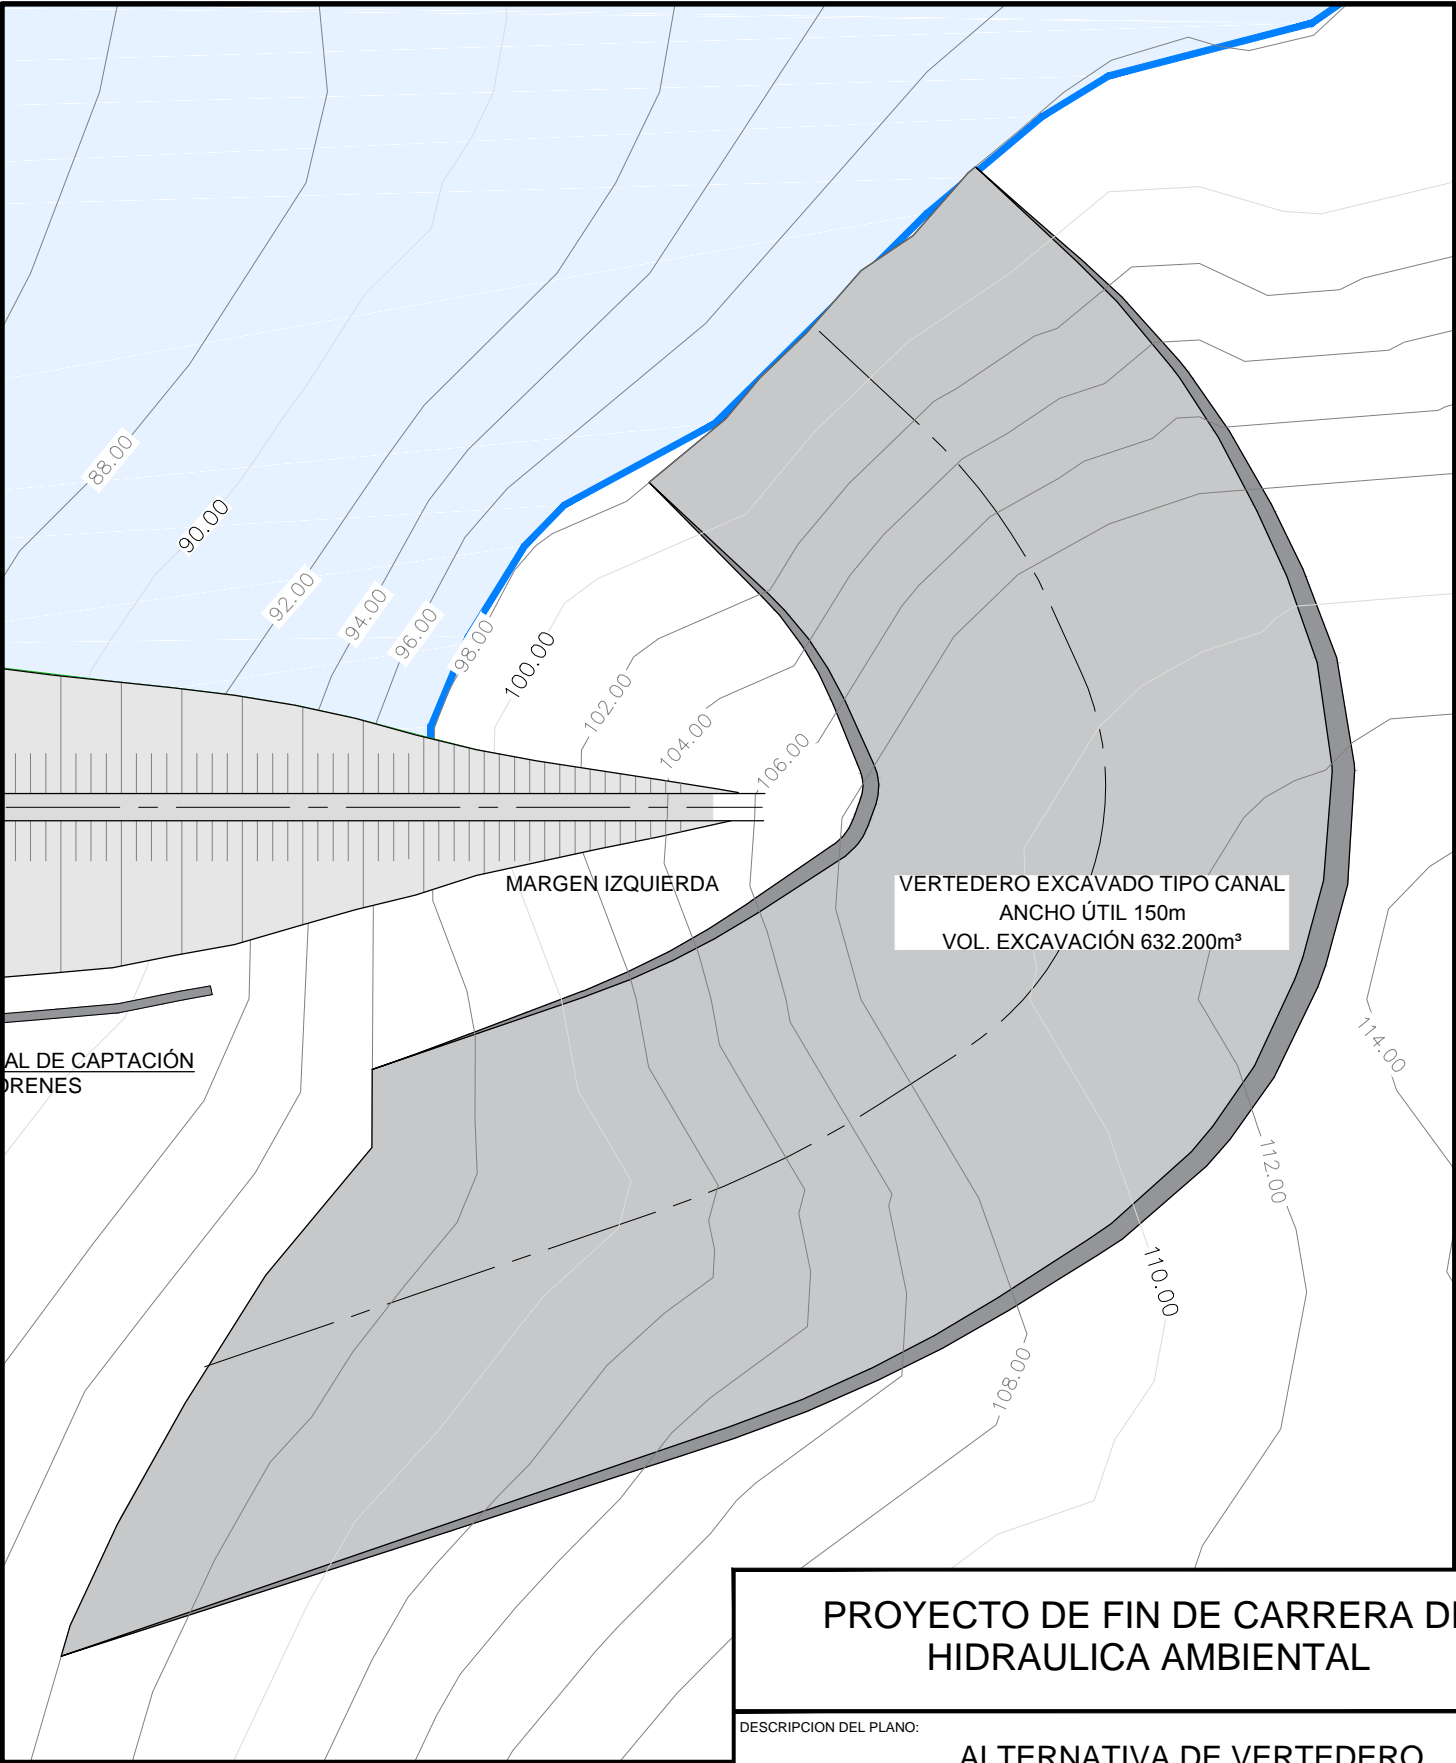 88.00
90.00
92.00
94.00
96.00
98.00
100.00
102.00
104.00
106.00
MARGEN IZQUIERDA
VERTEDERO EXCAVADO TIPO CANAL
ANCHO ÚTIL 150m
VOL. EXCAVACIÓN 632.200m³
AL DE CAPTACIÓN
DRENES
114.00
112.00
110.00
108.00
PROYECTO DE FIN DE CARRERA DE
HIDRAULICA AMBIENTAL
DESCRIPCION DEL PLANO:
ALTERNATIVA DE VERTEDERO